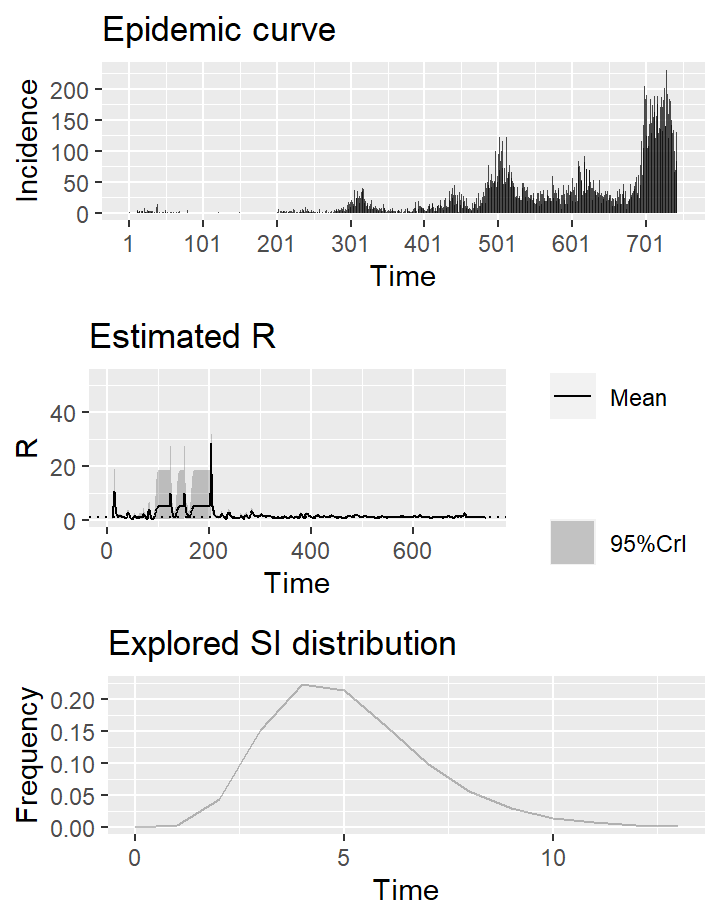 Epidemic curve
Incidence
200
150
100
50
0
1 101 201 301 401 501 601 701
Time
Estimated R
R
40
20
0
0 200 400 600
Time
Mean
95%CrI
Explored SI distribution
Frequency
0.20
0.15
0.10
0.05
0.00
0 5 10
Time